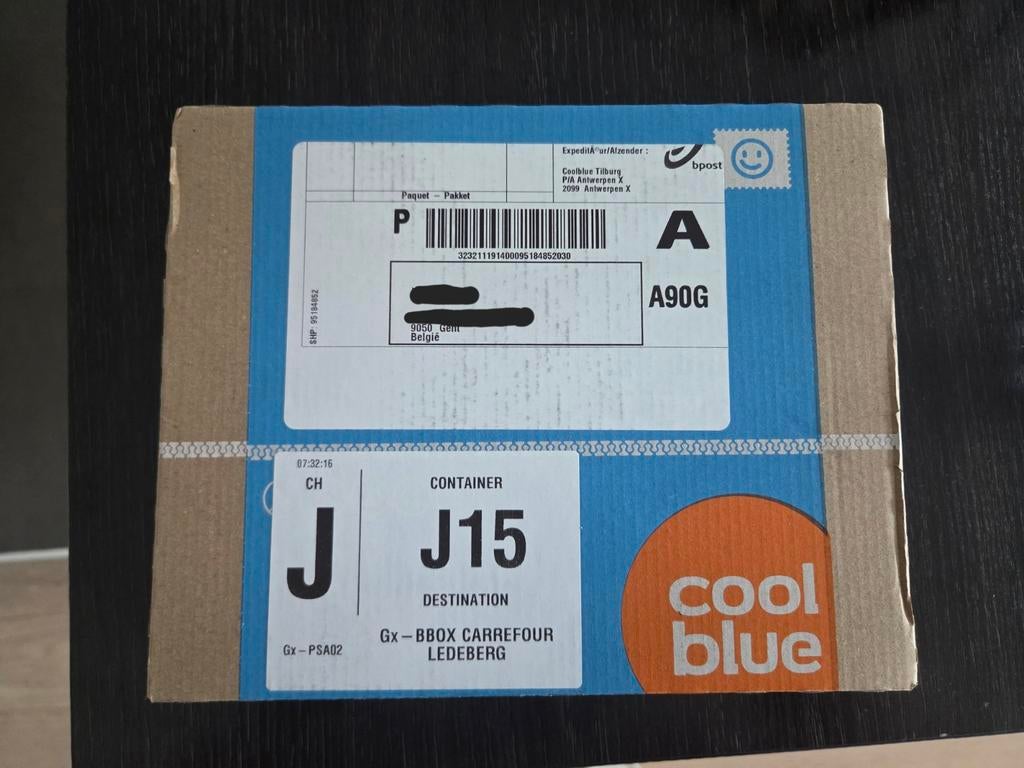 ExpeditÃ°ur/Afzender :
bpost
Coolblue Tilburg
P/A Antwerpen X
2099 Antwerpen X
Paquet - Pakket
P
A
323211191400095184852030
A90G
SHP: 95184852
9050 Gent
België
07:32:16
CH
J
CONTAINER
J15
DESTINATION
Gx-BBOX CARREFOUR
LEDEBERG
Gx-PSA02
cool
blue